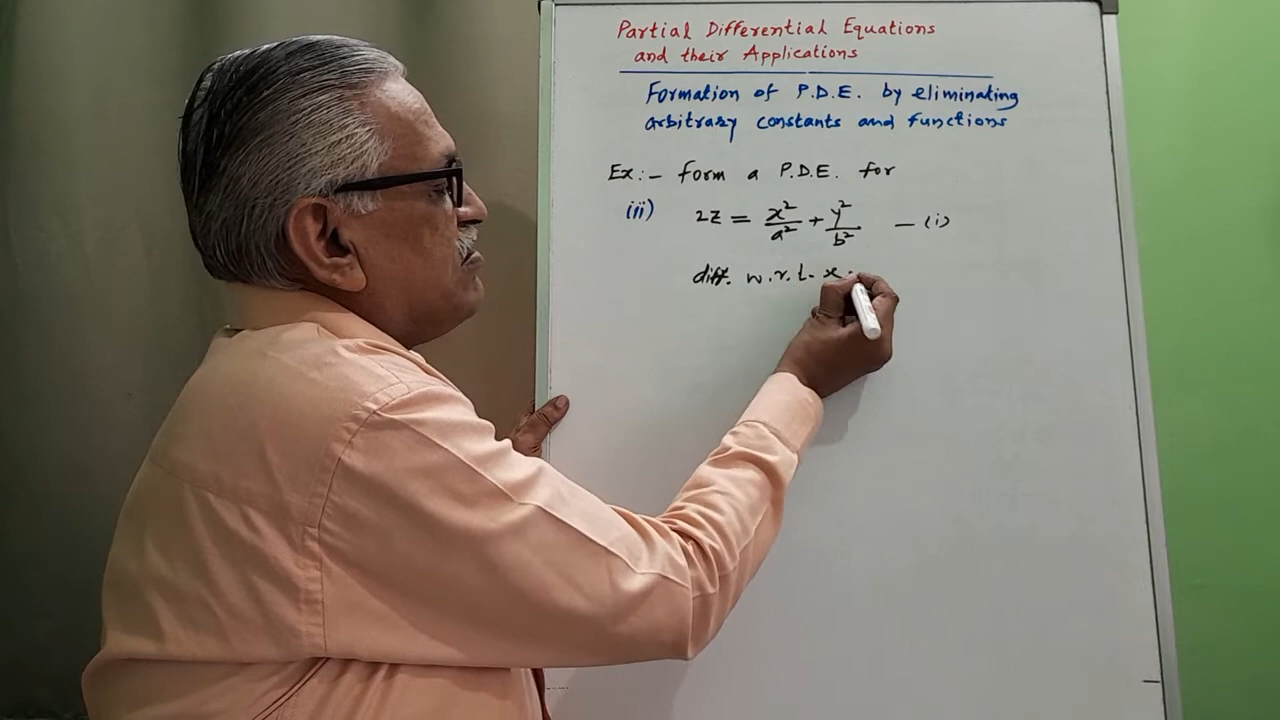 Partial Differential Equations
and their Applications
Formation of P.D.E. by eliminating
arbitrary constants and functions
Ex:- form a P.D.E. for
(ii) 2z = x²/a² + y²/b² — (i)
diff. w.r.t. x.